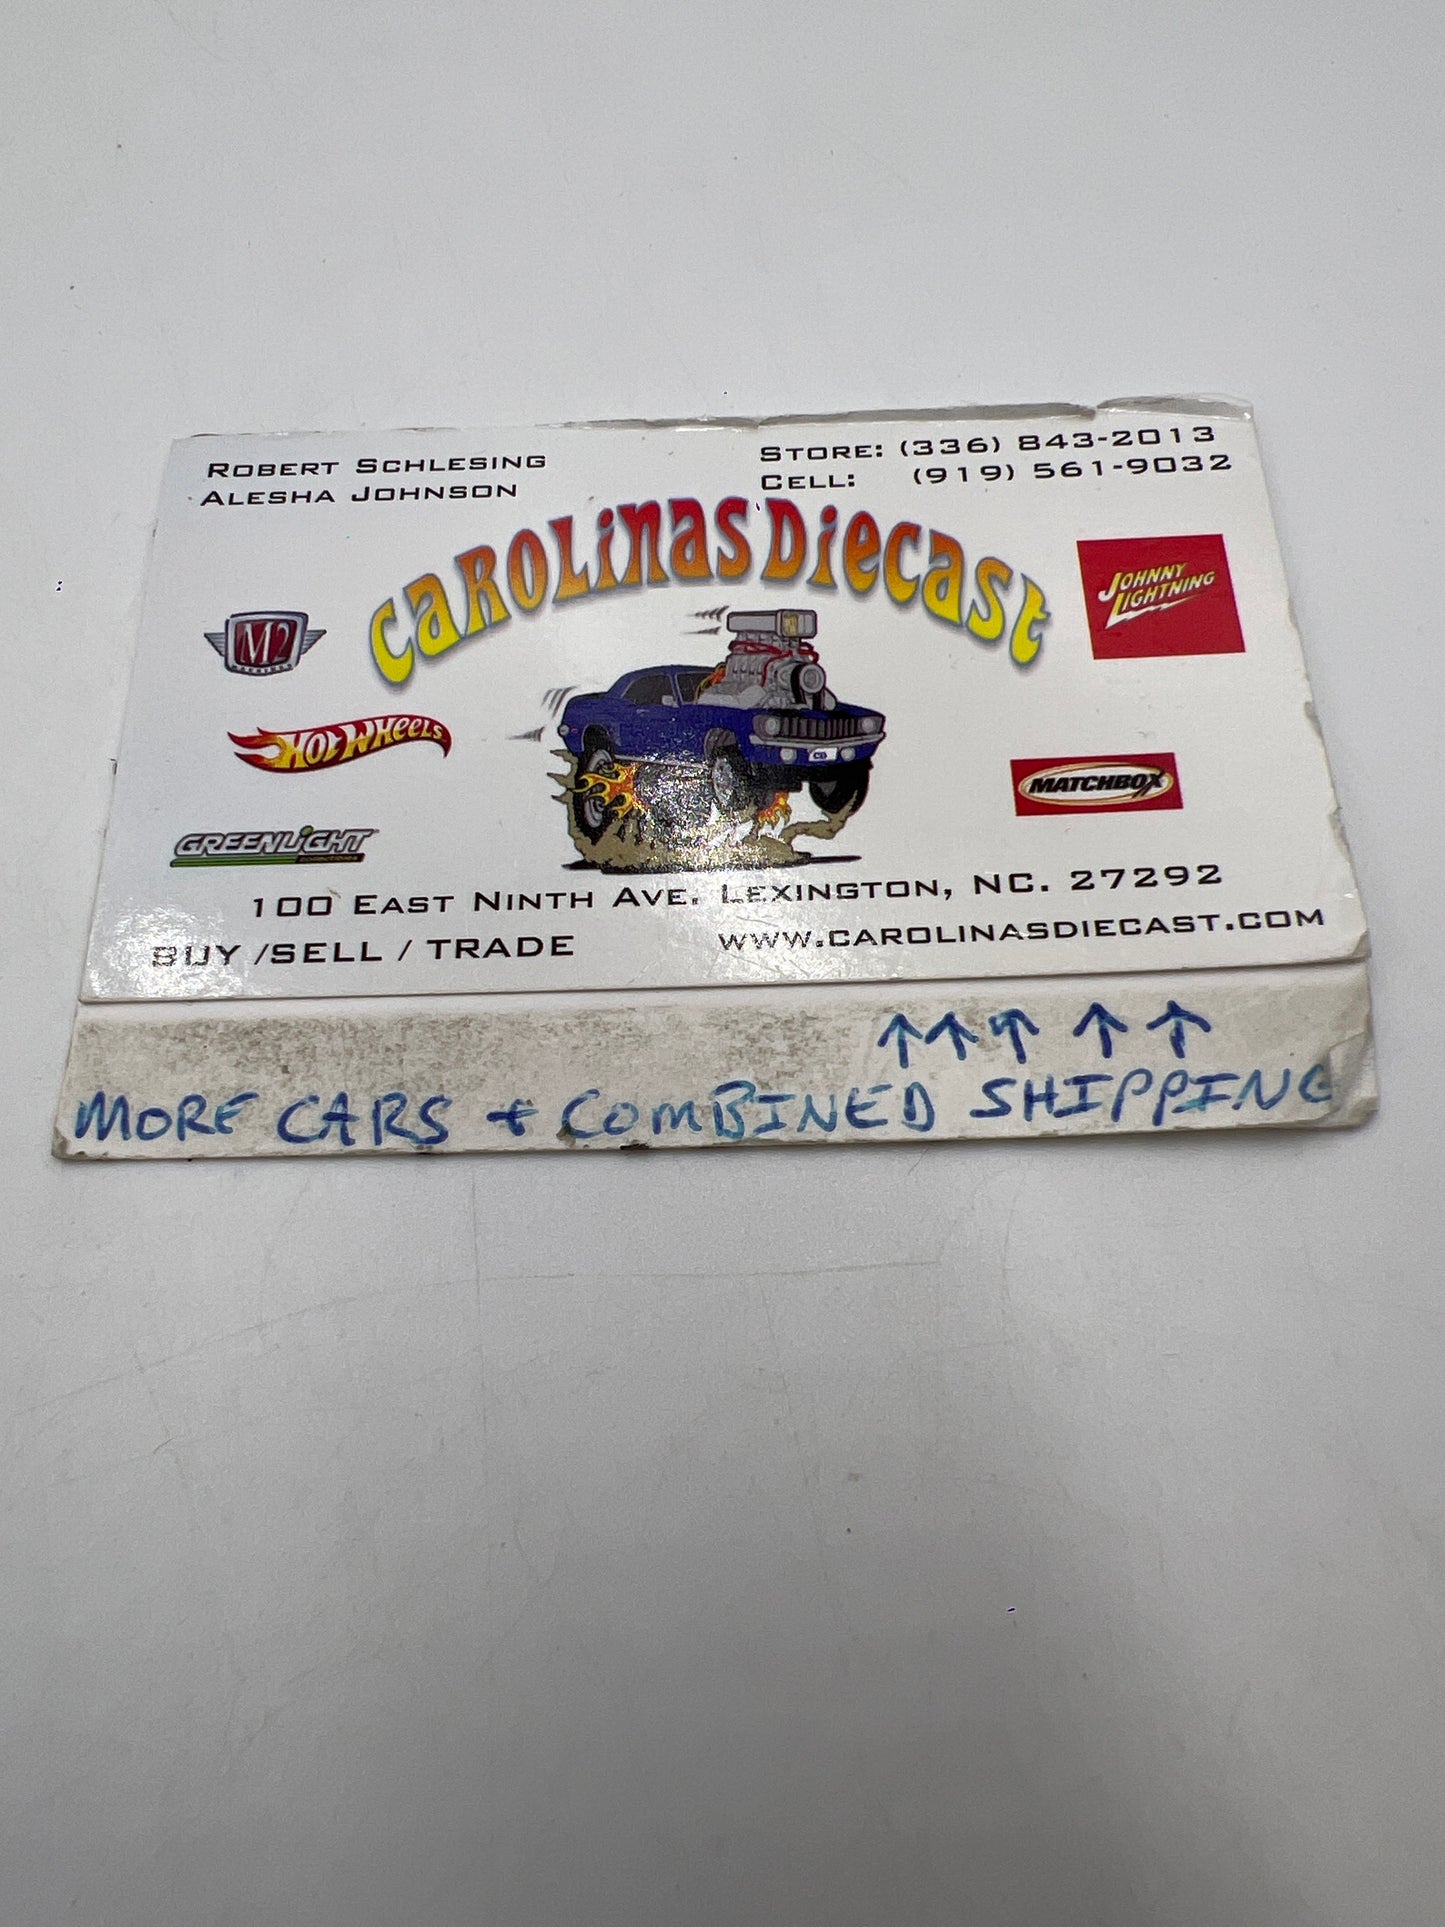 ROBERT SCHLESING
ALESHA JOHNSON
STORE: (336) 843-2013
CELL: (919) 561-9032
CAROLINAS DIECAST
JOHNNY
LIGHTNING
M2
MACHINES
HOT WHEELS
MATCHBOX
GREENLIGHT
COLLECTIBLES
100 EAST NINTH AVE. LEXINGTON, NC. 27292
BUY /SELL / TRADE
WWW.CAROLINASDIECAST.COM
↑↑↑ ↑ ↑
MORE CARS + COMBINED SHIPPING